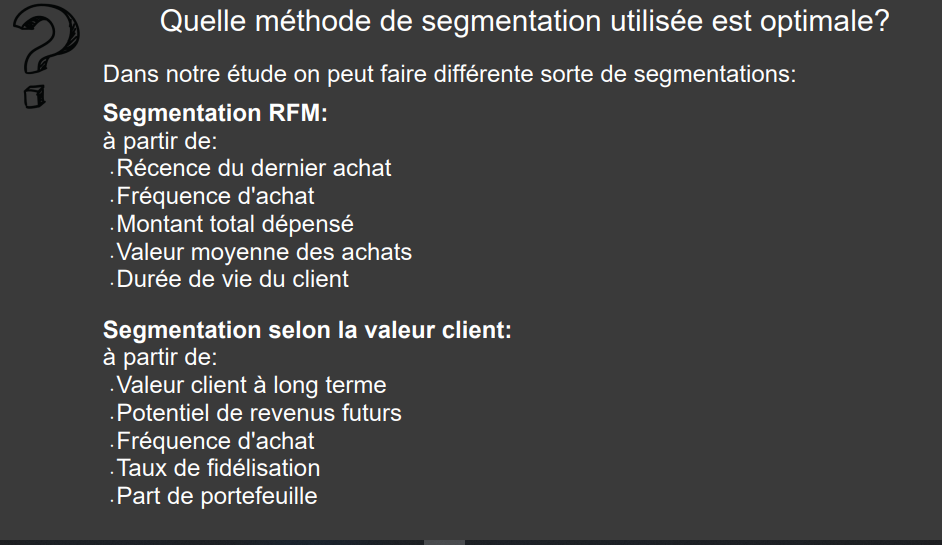 Quelle méthode de segmentation utilisée est optimale?
Dans notre étude on peut faire différente sorte de segmentations:
Segmentation RFM:
à partir de:
.Récence du dernier achat
.Fréquence d'achat
.Montant total dépensé
.Valeur moyenne des achats
.Durée de vie du client
Segmentation selon la valeur client:
à partir de:
.Valeur client à long terme
.Potentiel de revenus futurs
.Fréquence d'achat
.Taux de fidélisation
.Part de portefeuille